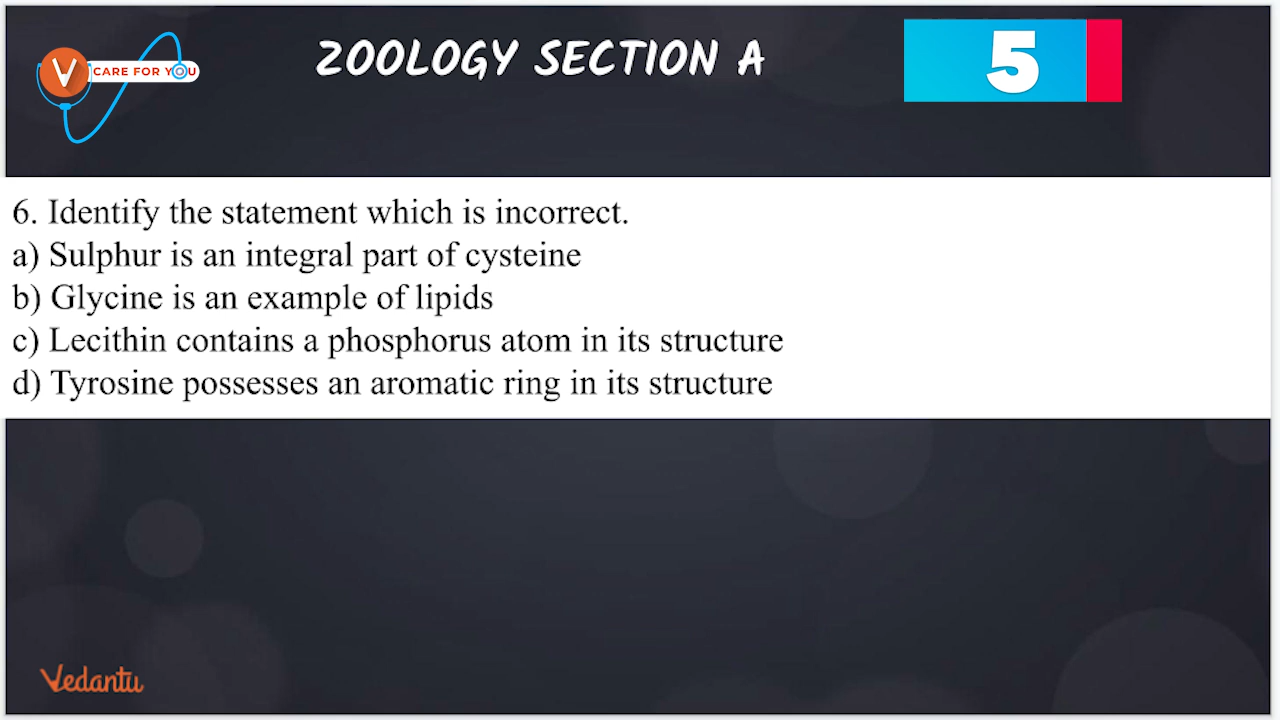 V CARE FOR YOU
ZOOLOGY SECTION A
5
6. Identify the statement which is incorrect.
a) Sulphur is an integral part of cysteine
b) Glycine is an example of lipids
c) Lecithin contains a phosphorus atom in its structure
d) Tyrosine possesses an aromatic ring in its structure
Vedantu